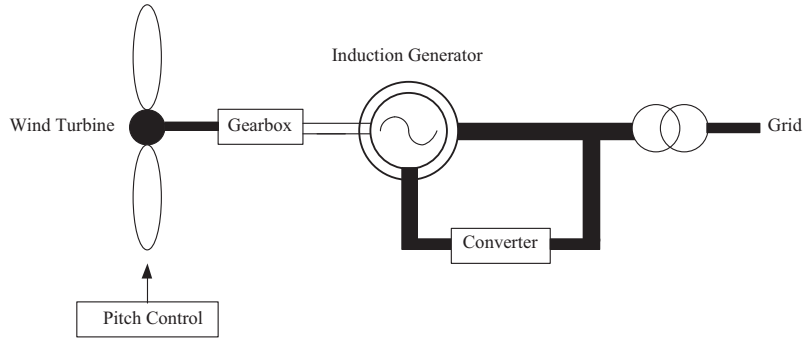 Induction Generator
Wind Turbine
Gearbox
Grid
Converter
Pitch Control